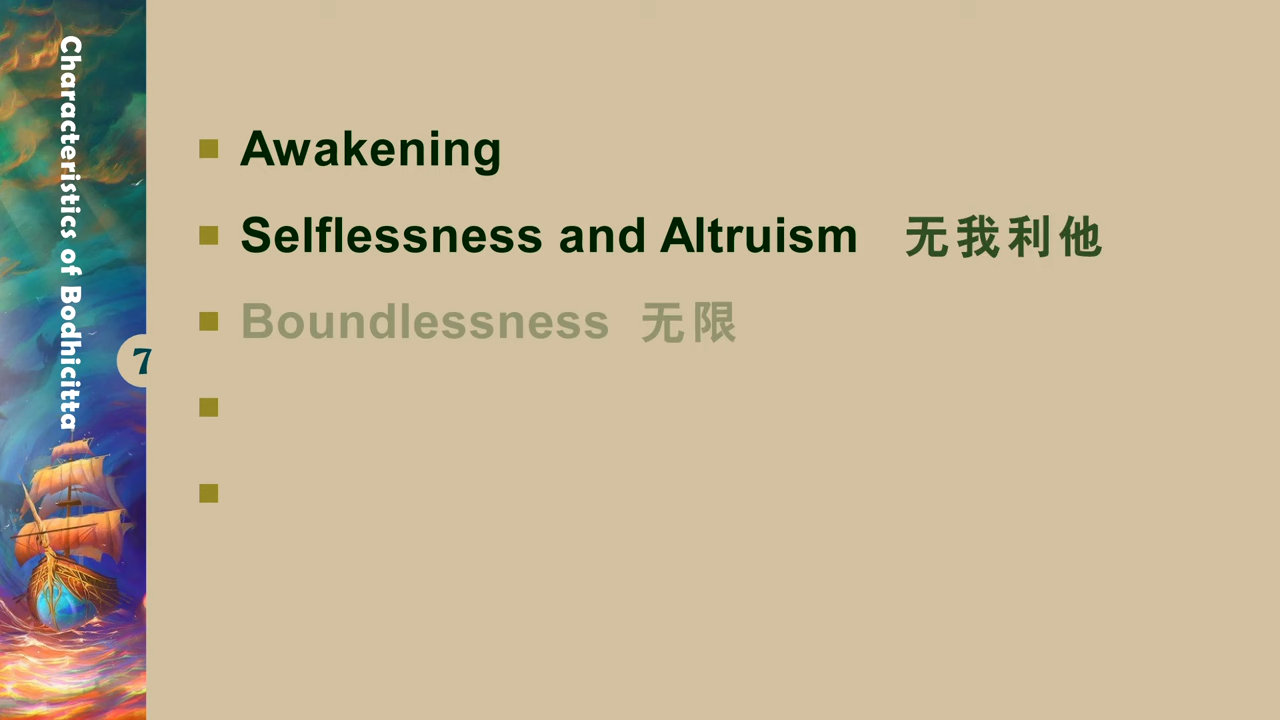 Characteristics of Bodhicitta
7
Awakening
Selflessness and Altruism 无我利他
Boundlessness 无限